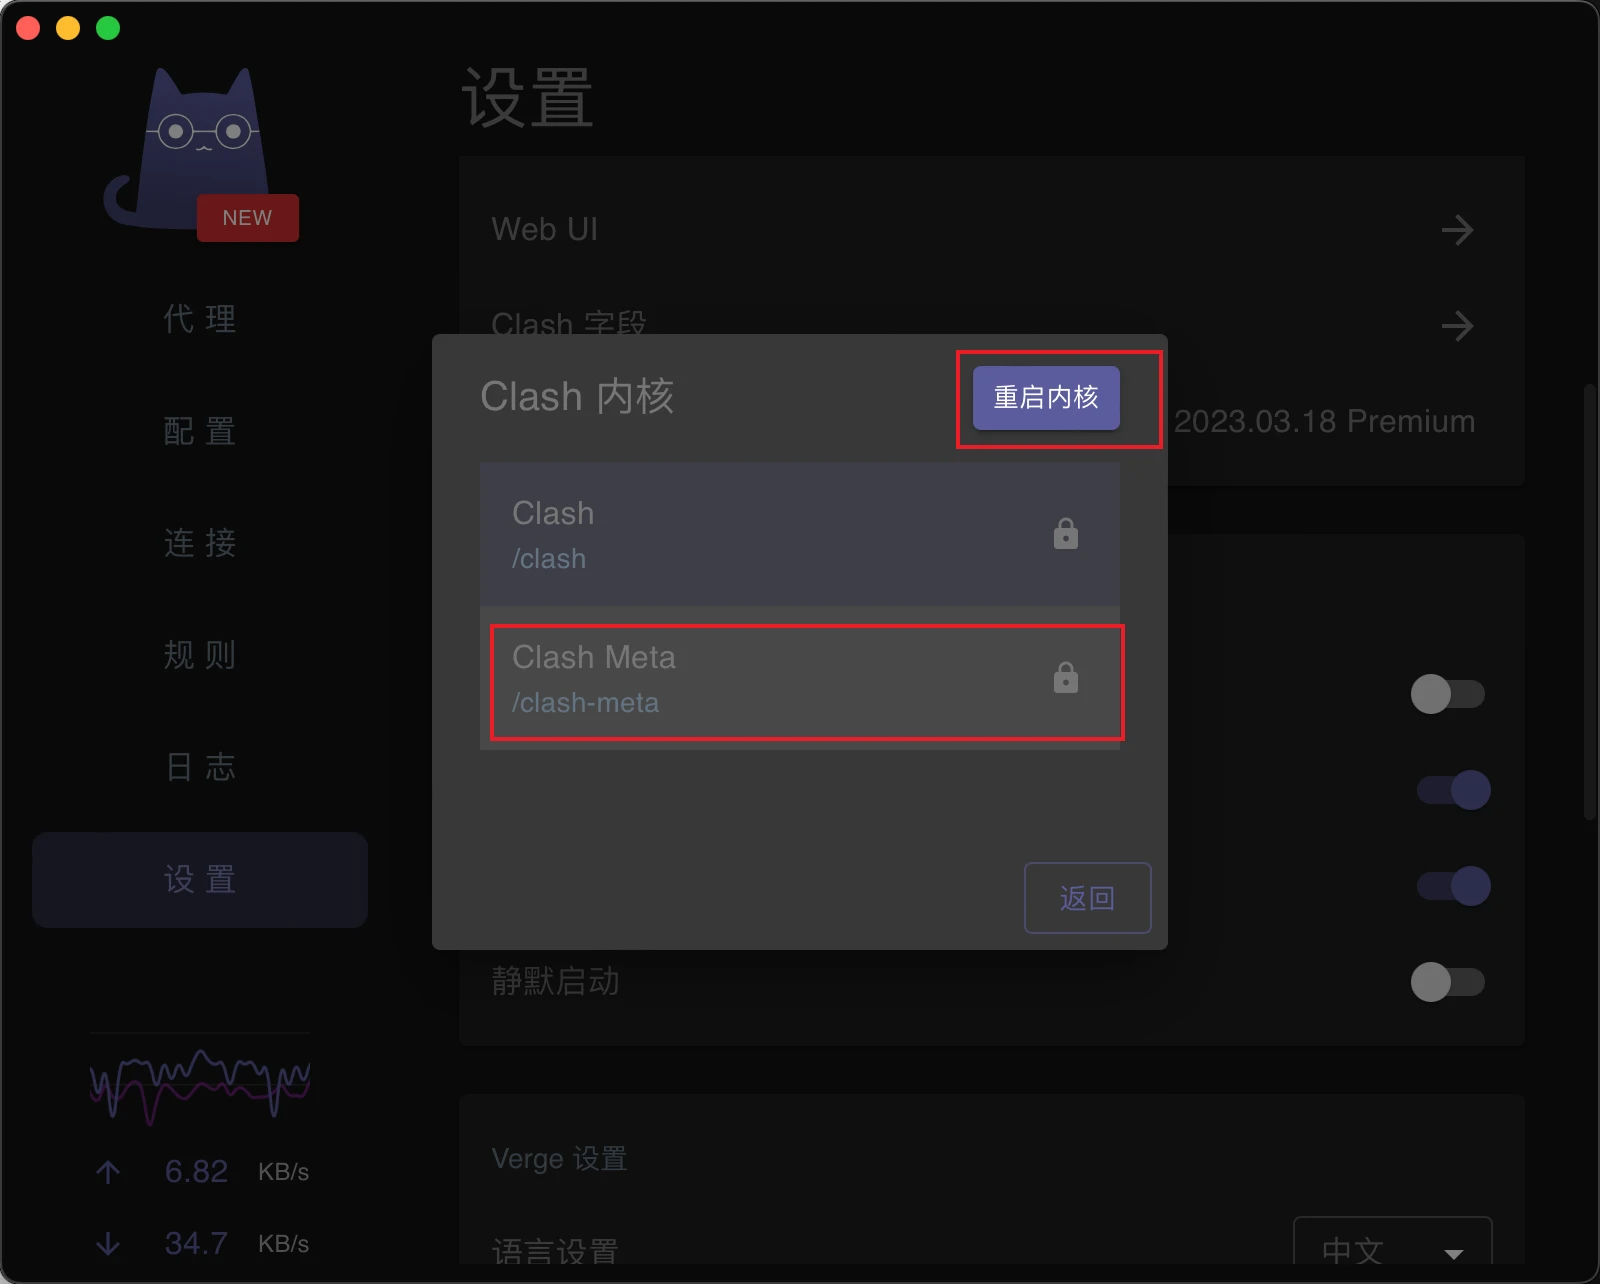 设置
NEW
代 理
配 置
连 接
规 则
日 志
设 置
6.82 KB/s
34.7 KB/s
Web UI
Clash 字段
2023.03.18 Premium
Clash 内核
重启内核
Clash
/clash
Clash Meta
/clash-meta
返回
静默启动
Verge 设置
语言设置
中文